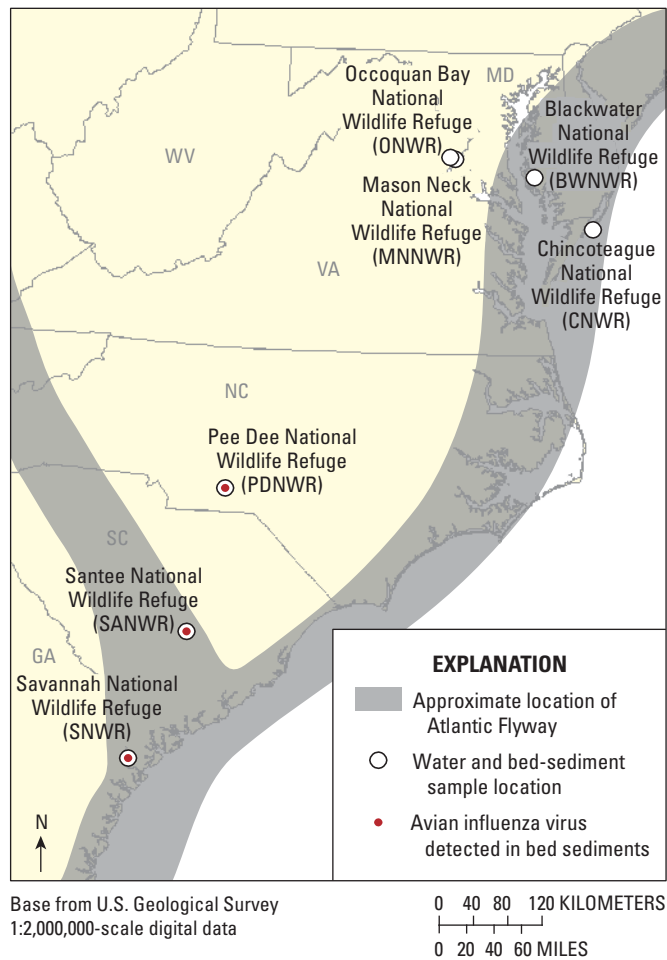 Occoquan Bay
National
Wildlife Refuge
(ONWR)
MD
Blackwater
National
Wildlife Refuge
(BWNWR)
WV
Mason Neck
National
Wildlife Refuge
(MNNWR)
VA
Chincoteague
National
Wildlife Refuge
(CNWR)
NC
Pee Dee National
Wildlife Refuge
(PDNWR)
SC
Santee National
Wildlife Refuge
(SANWR)
GA
Savannah National
Wildlife Refuge
(SNWR)
N
EXPLANATION
Approximate location of
Atlantic Flyway
Water and bed-sediment
sample location
Avian influenza virus
detected in bed sediments
Base from U.S. Geological Survey
1:2,000,000-scale digital data
0 40 80 120 KILOMETERS
0 20 40 60 MILES